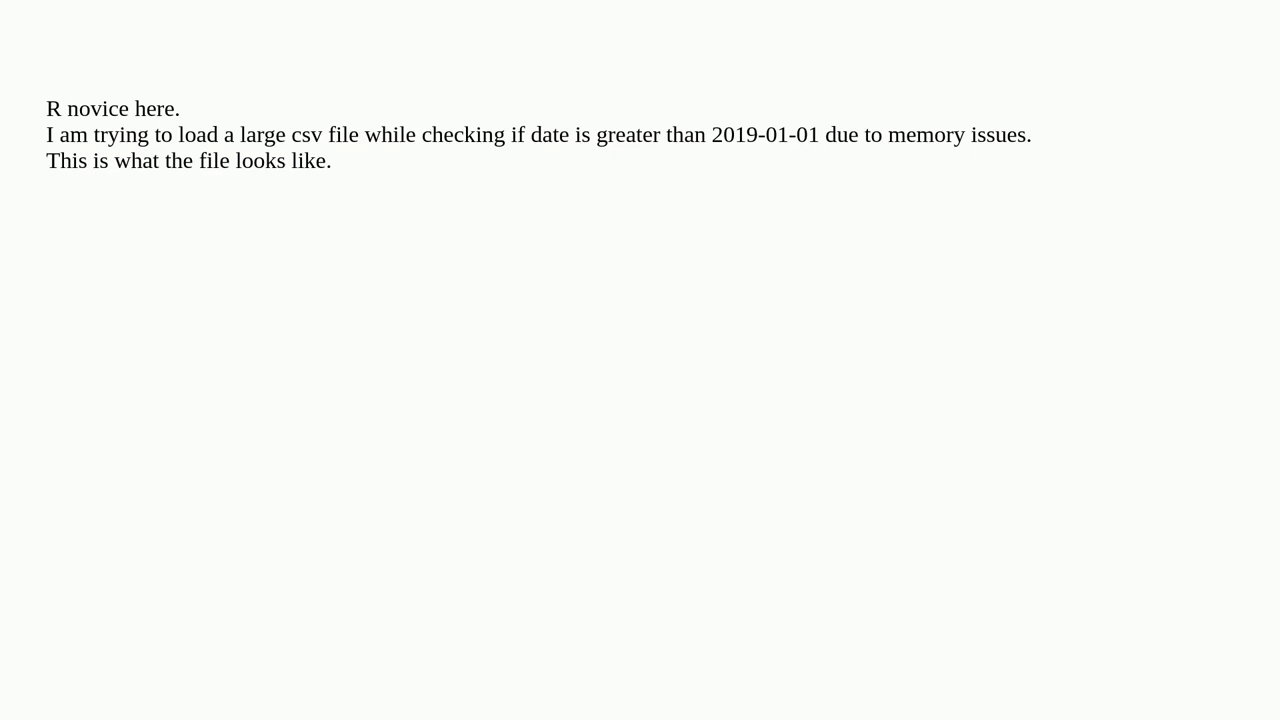 R novice here.
I am trying to load a large csv file while checking if date is greater than 2019-01-01 due to memory issues.
This is what the file looks like.